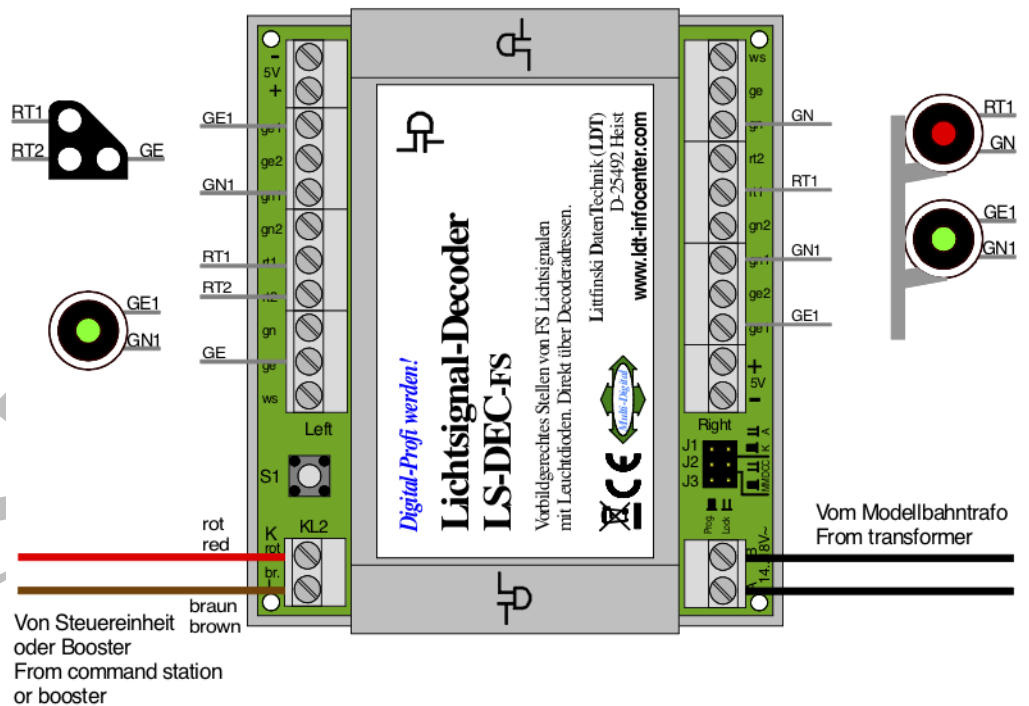 RT1
RT2
GE
GE1
GN1
GE1
GN1
RT1
RT2
GE
-
5V
+
ge1
ge2
gn1
gn2
rt1
rt2
gn
ge
ws
Left
S1
KL2
K
rot
br.
rot
red
braun
brown
Von Steuereinheit
oder Booster
From command station
or booster
Digital-Profi werden!
Lichtsignal-Decoder
LS-DEC-FS
Vorbildgerechtes Stellen von FS Lichtsignalen
mit Leuchtdioden. Direkt über Decoderadressen.
Littfinski DatenTechnik (LDT)
D-25492 Heist
www.ldt-infocenter.com
Multi-Digital
CE
ws
ge
gn
rt2
rt1
gn2
gn1
ge2
ge1
+
5V
-
Right
J1
J2
J3
K A
MM DCC
Prog
Lock
A B
14...18V~
GN
RT1
GN1
GE1
RT1
GN
GE1
GN1
Vom Modellbahntrafo
From transformer